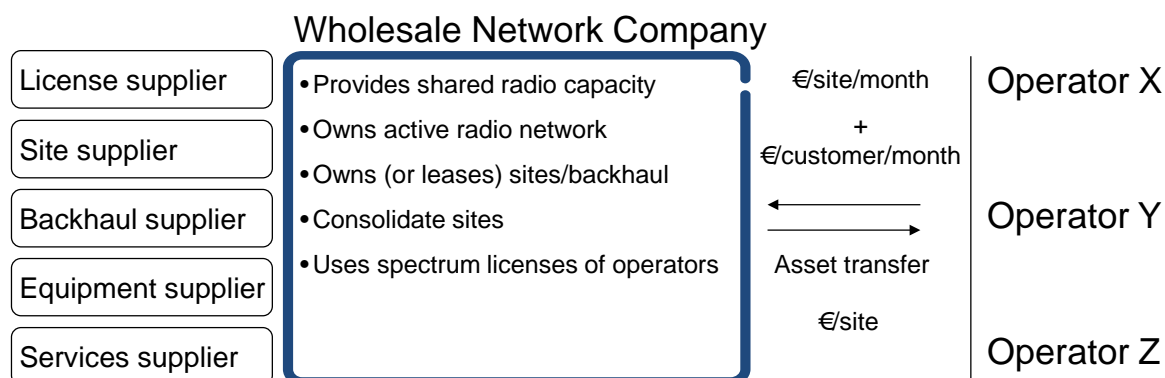 Wholesale Network Company
License supplier
Site supplier
Backhaul supplier
Equipment supplier
Services supplier
•Provides shared radio capacity
•Owns active radio network
•Owns (or leases) sites/backhaul
•Consolidate sites
•Uses spectrum licenses of operators
€/site/month
+
€/customer/month
Asset transfer
€/site
Operator X
Operator Y
Operator Z